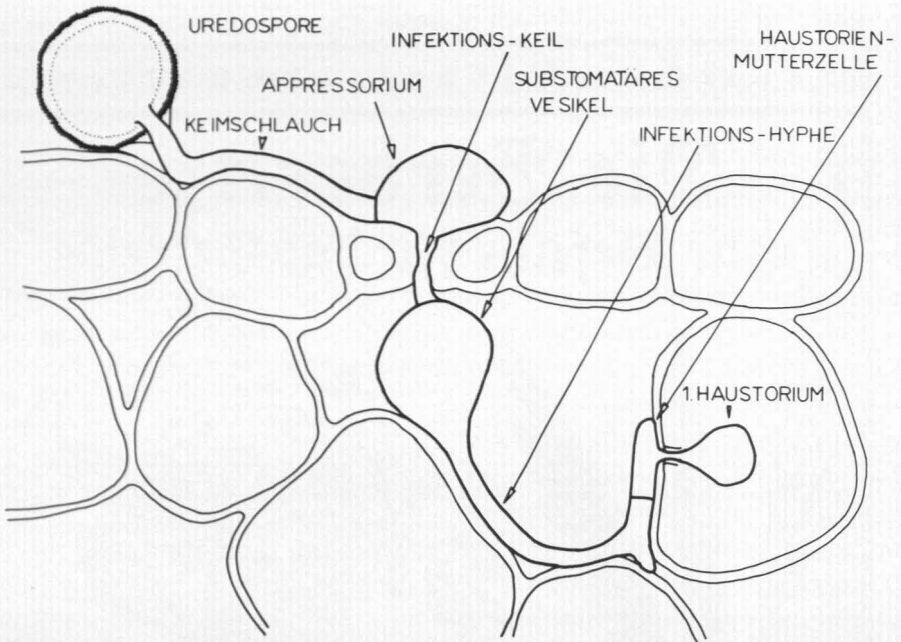 UREDOSPORE
INFEKTIONS-KEIL
HAUSTORIEN-
MUTTERZELLE
APPRESSORIUM
SUBSTOMATÄRES
VESIKEL
KEIMSCHLAUCH
INFEKTIONS-HYPHE
1.HAUSTORIUM